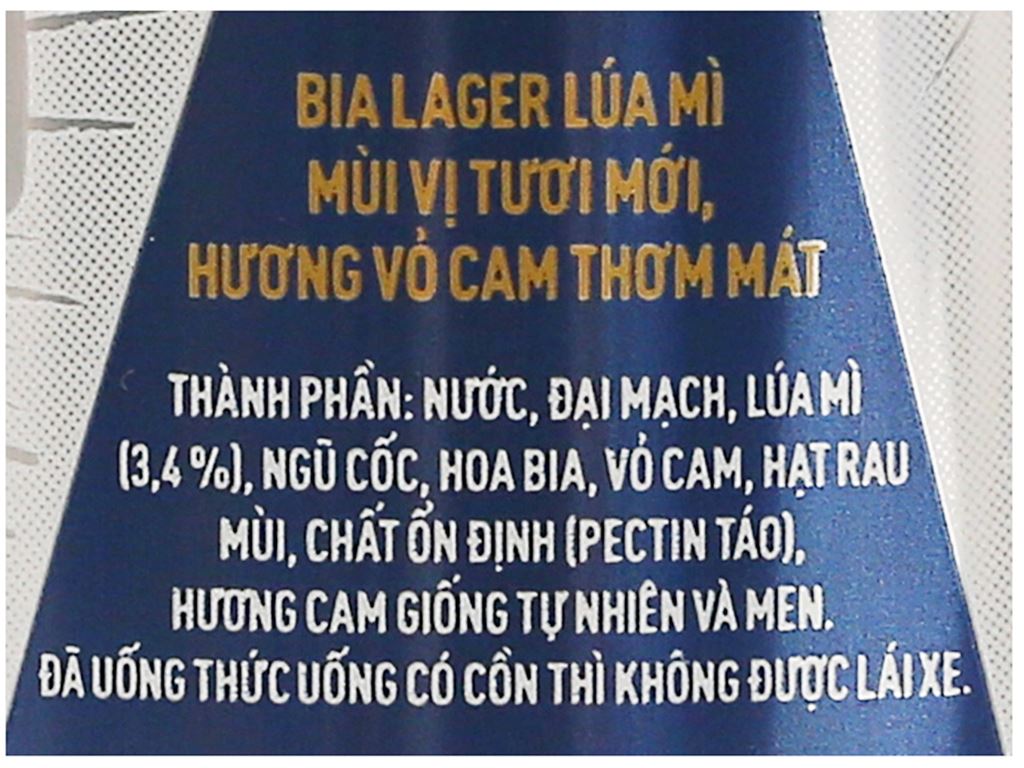 BIA LAGER LÚA MÌ
MÙI VỊ TƯƠI MỚI,
HƯƠNG VỎ CAM THƠM MÁT
THÀNH PHẦN: NƯỚC, ĐẠI MẠCH, LÚA MÌ
(3,4%), NGŨ CỐC, HOA BIA, VỎ CAM, HẠT RAU
MÙI, CHẤT ỔN ĐỊNH (PECTIN TÁO),
HƯƠNG CAM GIỐNG TỰ NHIÊN VÀ MEN.
ĐÃ UỐNG THỨC UỐNG CÓ CỒN THÌ KHÔNG ĐƯỢC LÁI XE.